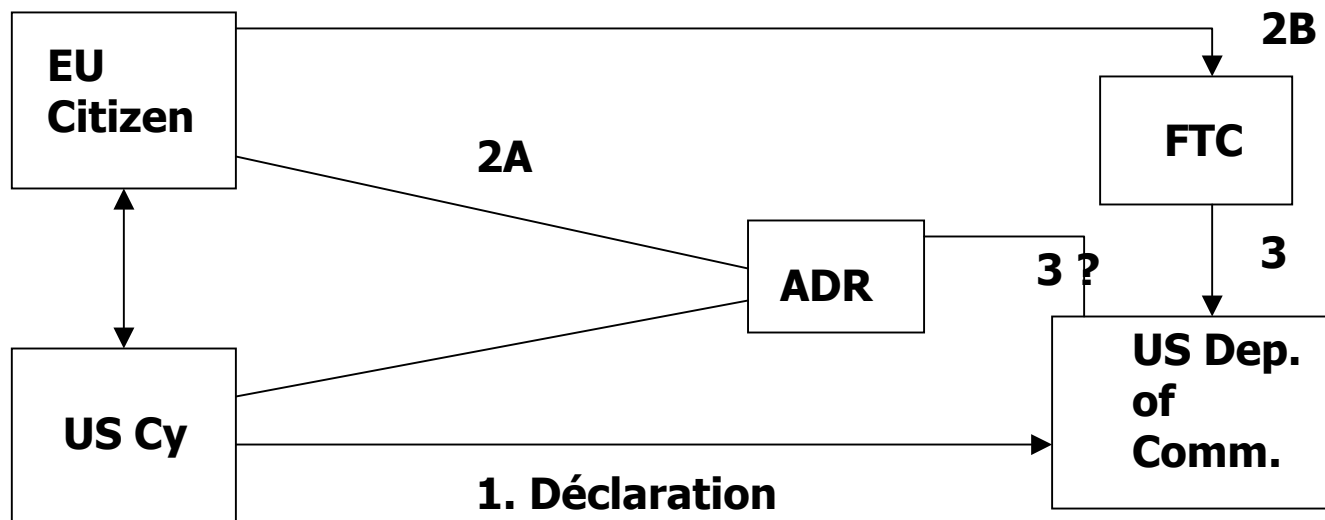 2B
EU
Citizen
FTC
2A
3
3 ?
ADR
US Dep.
of
Comm.
US Cy
1. Déclaration